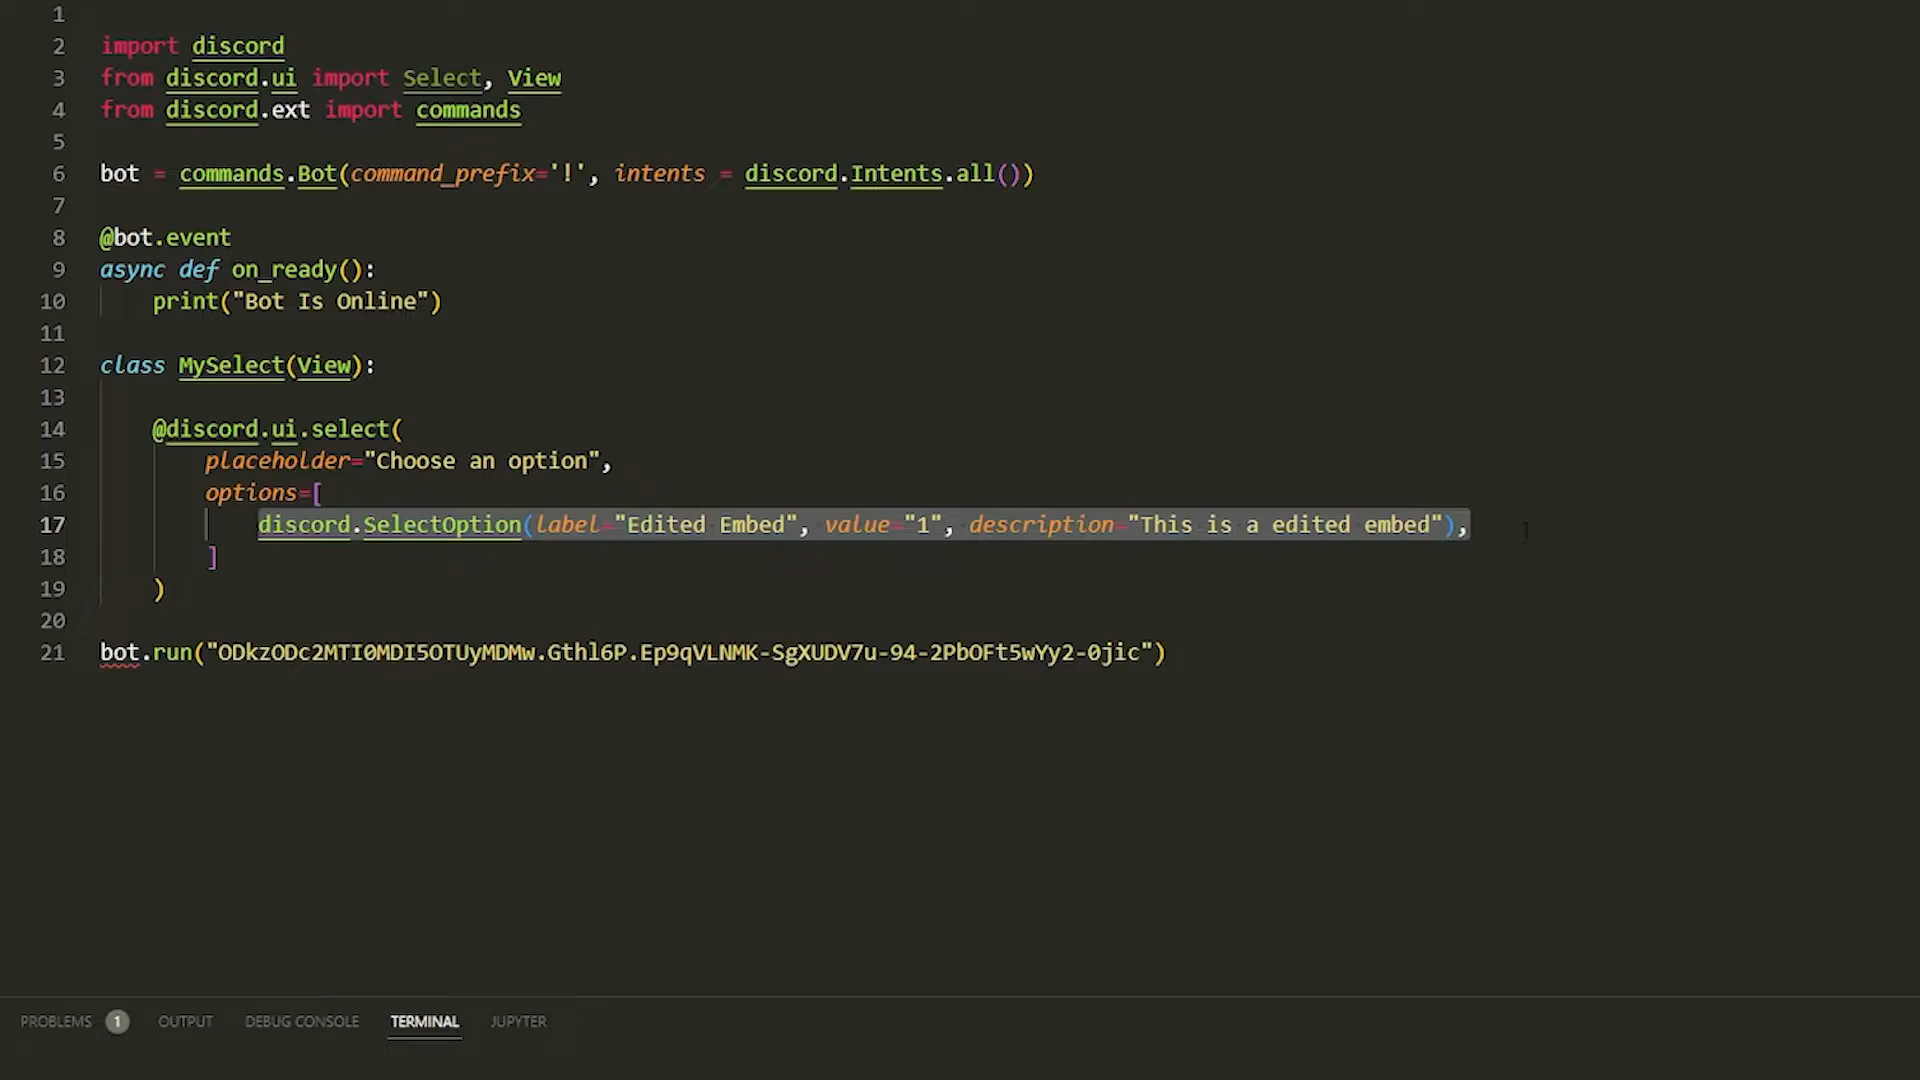 1
2 import discord
3 from discord.ui import Select, View
4 from discord.ext import commands
5
6 bot = commands.Bot(command_prefix='!', intents = discord.Intents.all())
7
8 @bot.event
9 async def on_ready():
10 print("Bot Is Online")
11
12 class MySelect(View):
13
14 @discord.ui.select(
15 placeholder="Choose an option",
16 options=[
17 discord.SelectOption(label="Edited Embed", value="1", description="This is a edited embed"),
18 ]
19 )
20
21 bot.run("ODkzODc2MTI0MDI5OTUyMDMw.Gthl6P.Ep9qVLNMK-SgXUDV7u-94-2PbOFt5wYy2-0jic")
PROBLEMS 1 OUTPUT DEBUG CONSOLE TERMINAL JUPYTER